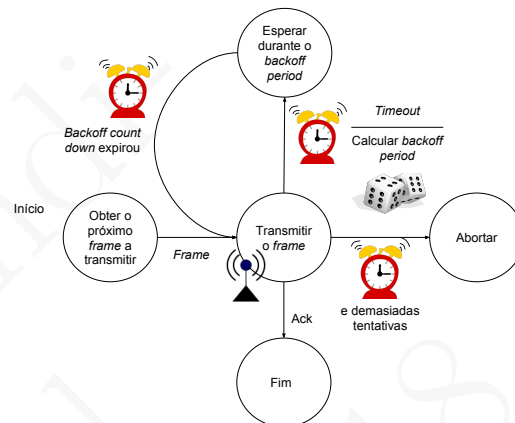 Esperar
durante o
backoff
period
Timeout
Calcular backoff
period
Backoff count
down expirou
Início
Obter o
próximo
frame a
transmitir
Frame
Transmitir
o frame
Abortar
e demasiadas
tentativas
Ack
Fim